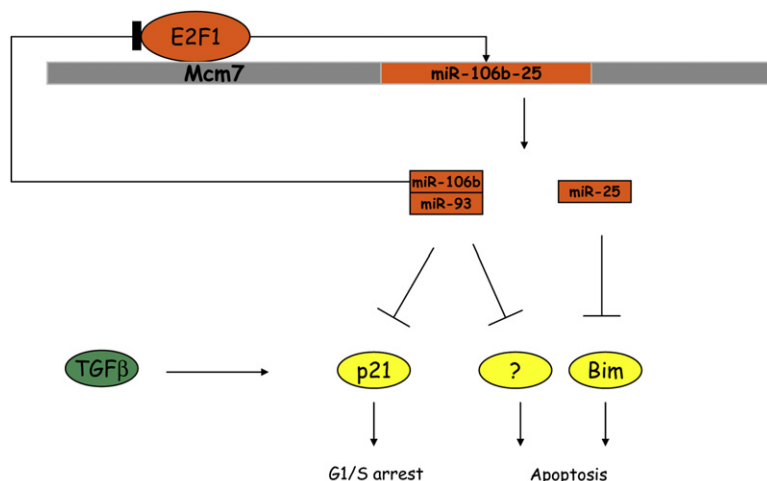 E2F1
Mcm7
miR-106b-25
miR-106b
miR-93
miR-25
TGFβ
p21
?
Bim
G1/S arrest
Apoptosis